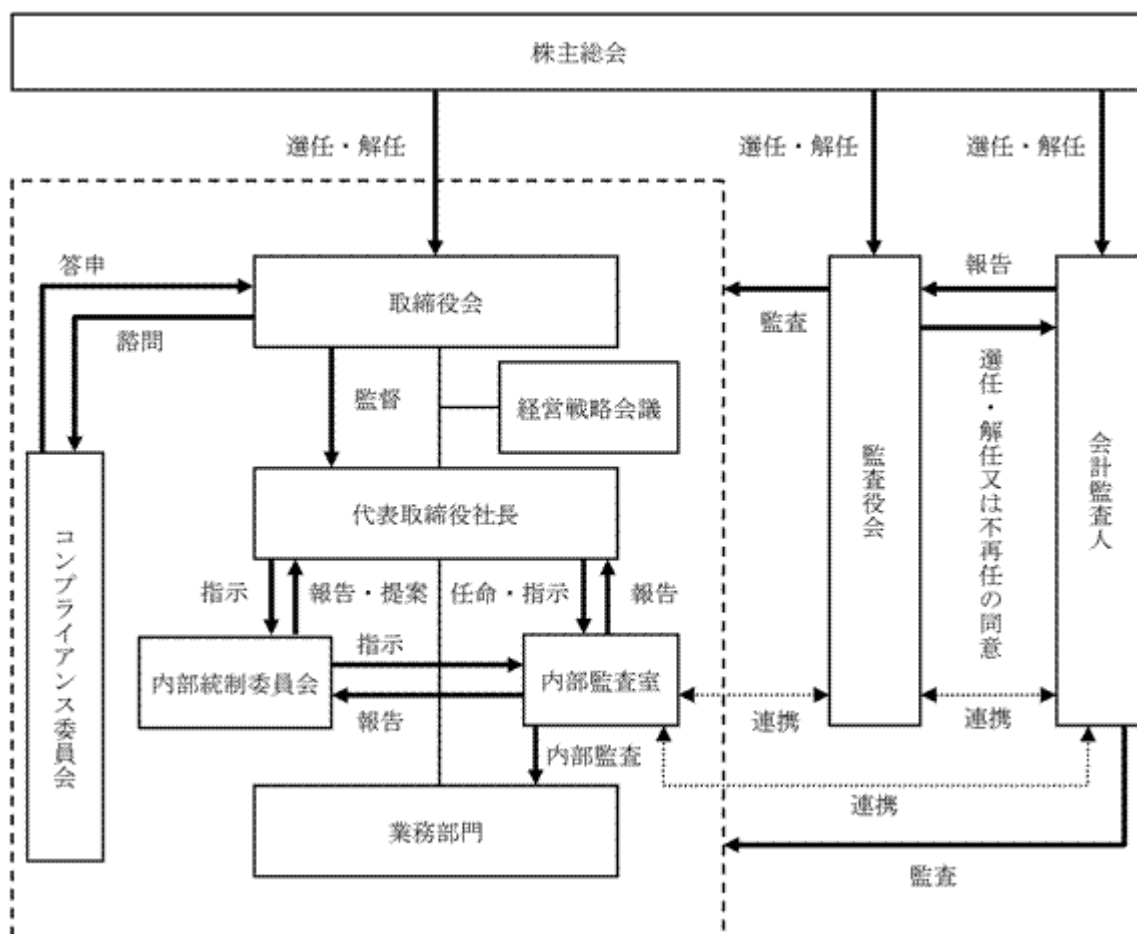 株主総会
選任・解任
選任・解任
選任・解任
答申
諮問
取締役会
監査
報告
監督
経営戦略会議
選任・解任又は不再任の同意
監査役会
会計監査人
代表取締役社長
コンプライアンス委員会
指示
報告・提案
任命・指示
報告
内部統制委員会
指示
報告
内部監査室
連携
連携
内部監査
連携
業務部門
監査